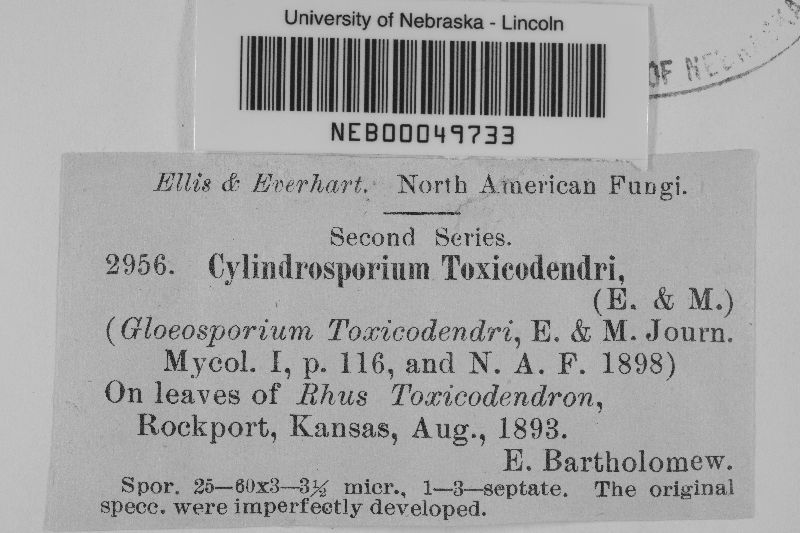 University of Nebraska - Lincoln
OF NEBRASKA
NEB00049733
Ellis & Everhart. North American Fungi.
Second Series.
2956. Cylindrosporium Toxicodendri,
(E. & M.)
(Gloeosporium Toxicodendri, E. & M. Journ.
Mycol. I, p. 116, and N. A. F. 1898)
On leaves of Rhus Toxicodendron,
Rockport, Kansas, Aug., 1893.
E. Bartholomew.
Spor. 25—60x3—3½ micr., 1—3—septate. The original
specc. were imperfectly developed.